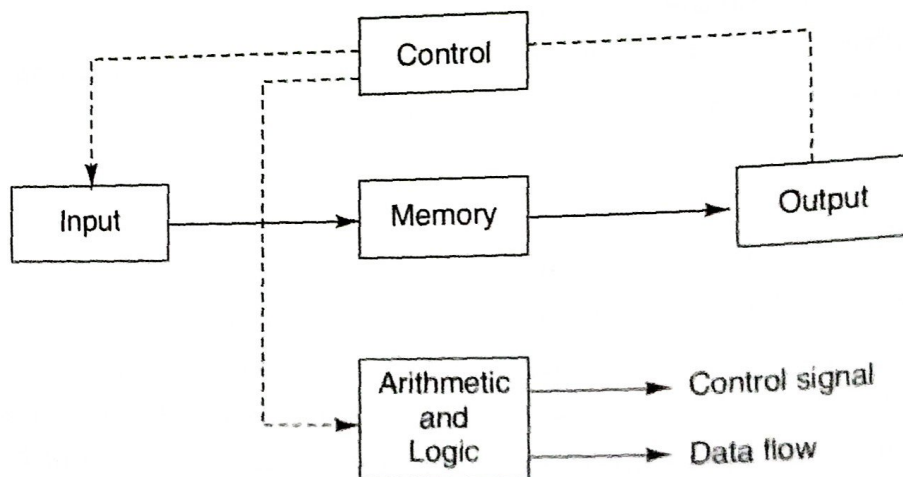 Control
Input
Memory
Output
Arithmetic
and
Logic
Control signal
Data flow